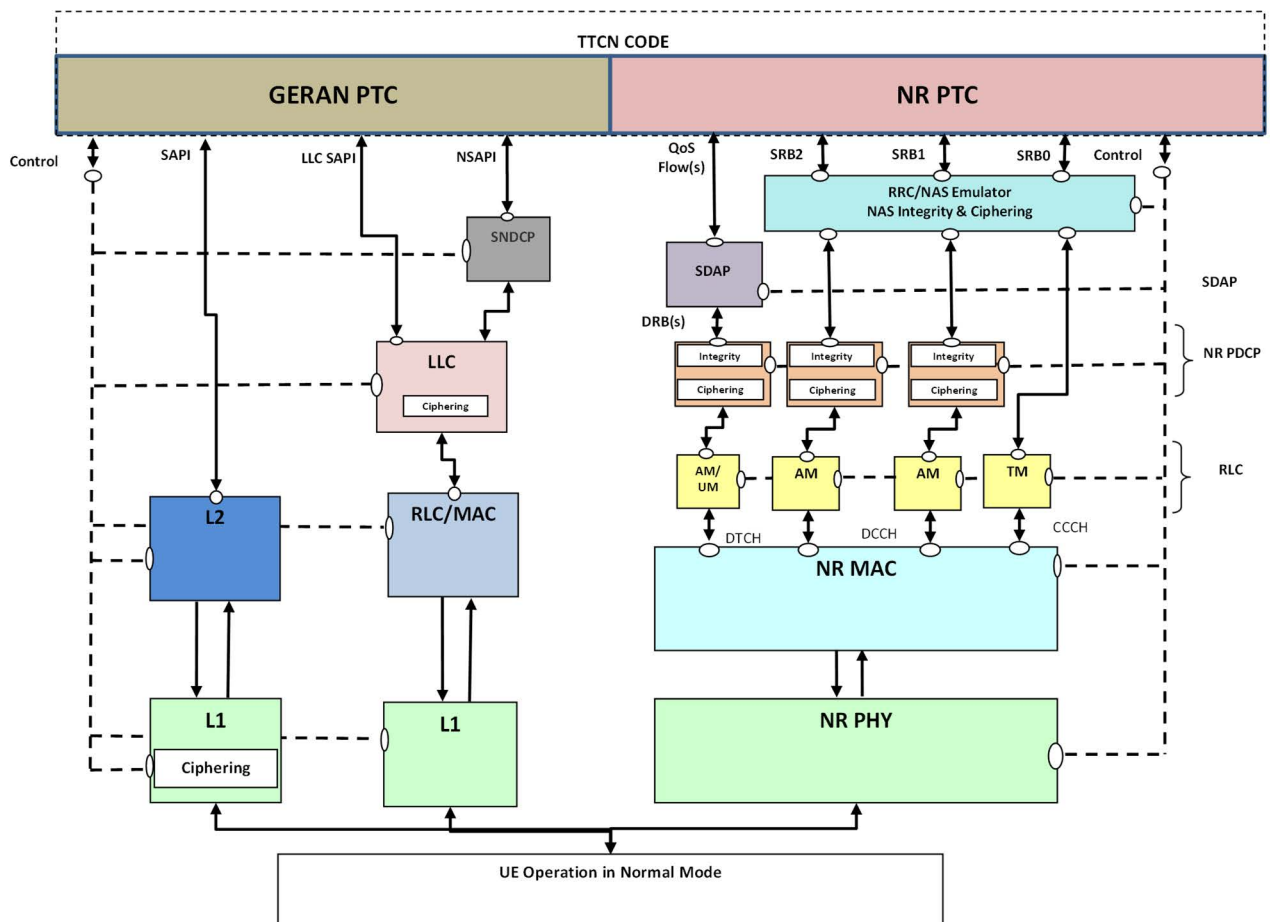 TTCN CODE
GERAN PTC
NR PTC
Control
SAPI
LLC SAPI
NSAPI
QoS
Flow(s)
SRB2
SRB1
SRB0
Control
RRC/NAS Emulator
NAS Integrity & Ciphering
SNDCP
SDAP
SDAP
DRB(s)
LLC
Ciphering
Integrity
Ciphering
Integrity
Ciphering
Integrity
Ciphering
NR PDCP
AM/
UM
AM
AM
TM
RLC
L2
RLC/MAC
DTCH
DCCH
CCCH
NR MAC
L1
Ciphering
L1
NR PHY
UE Operation in Normal Mode